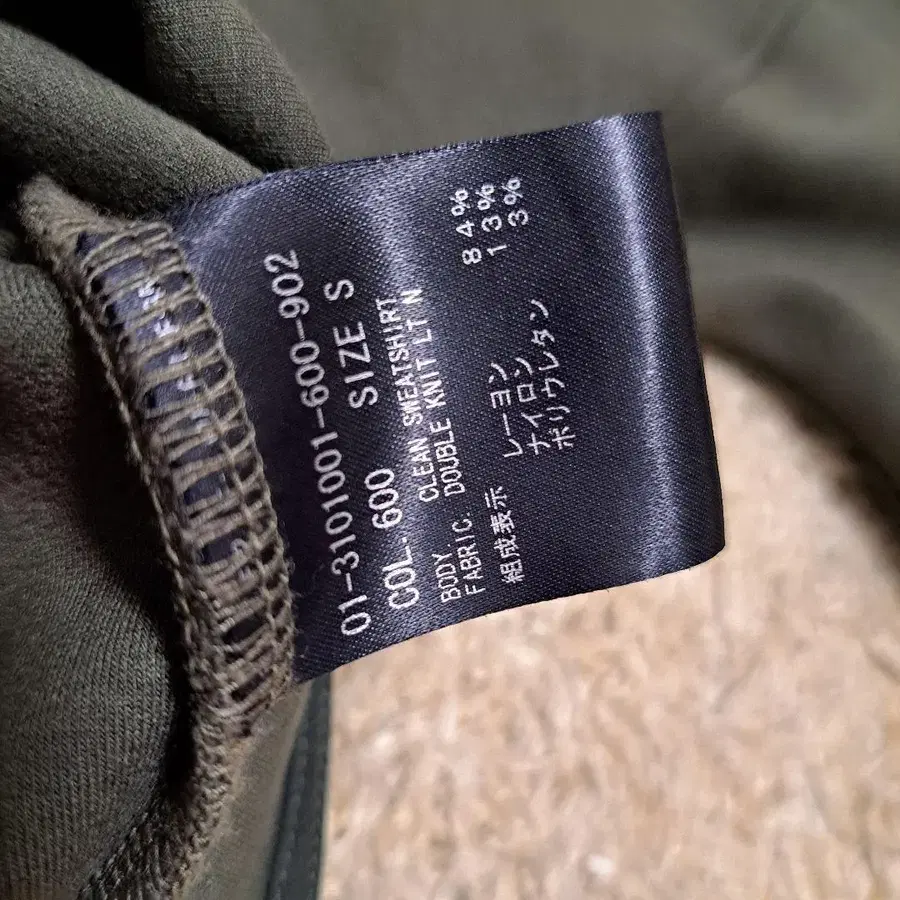 01-3101001-600-902
COL. 600 SIZE S
BODY CLEAN SWEATSHIRT
FABRIC. DOUBLE KNIT LT N
組成表示 レーヨン 84%
ナイロン 13%
ポリウレタン 3%